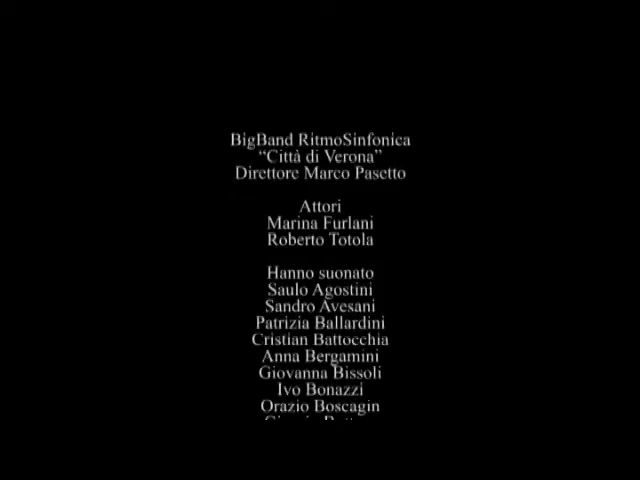 BigBand RitmoSinfonica
“Città di Verona”
Direttore Marco Pasetto
Attori
Marina Furlani
Roberto Totola
Hanno suonato
Saulo Agostini
Sandro Avesani
Patrizia Ballardini
Cristian Battocchia
Anna Bergamini
Giovanna Bissoli
Ivo Bonazzi
Orazio Boscagin